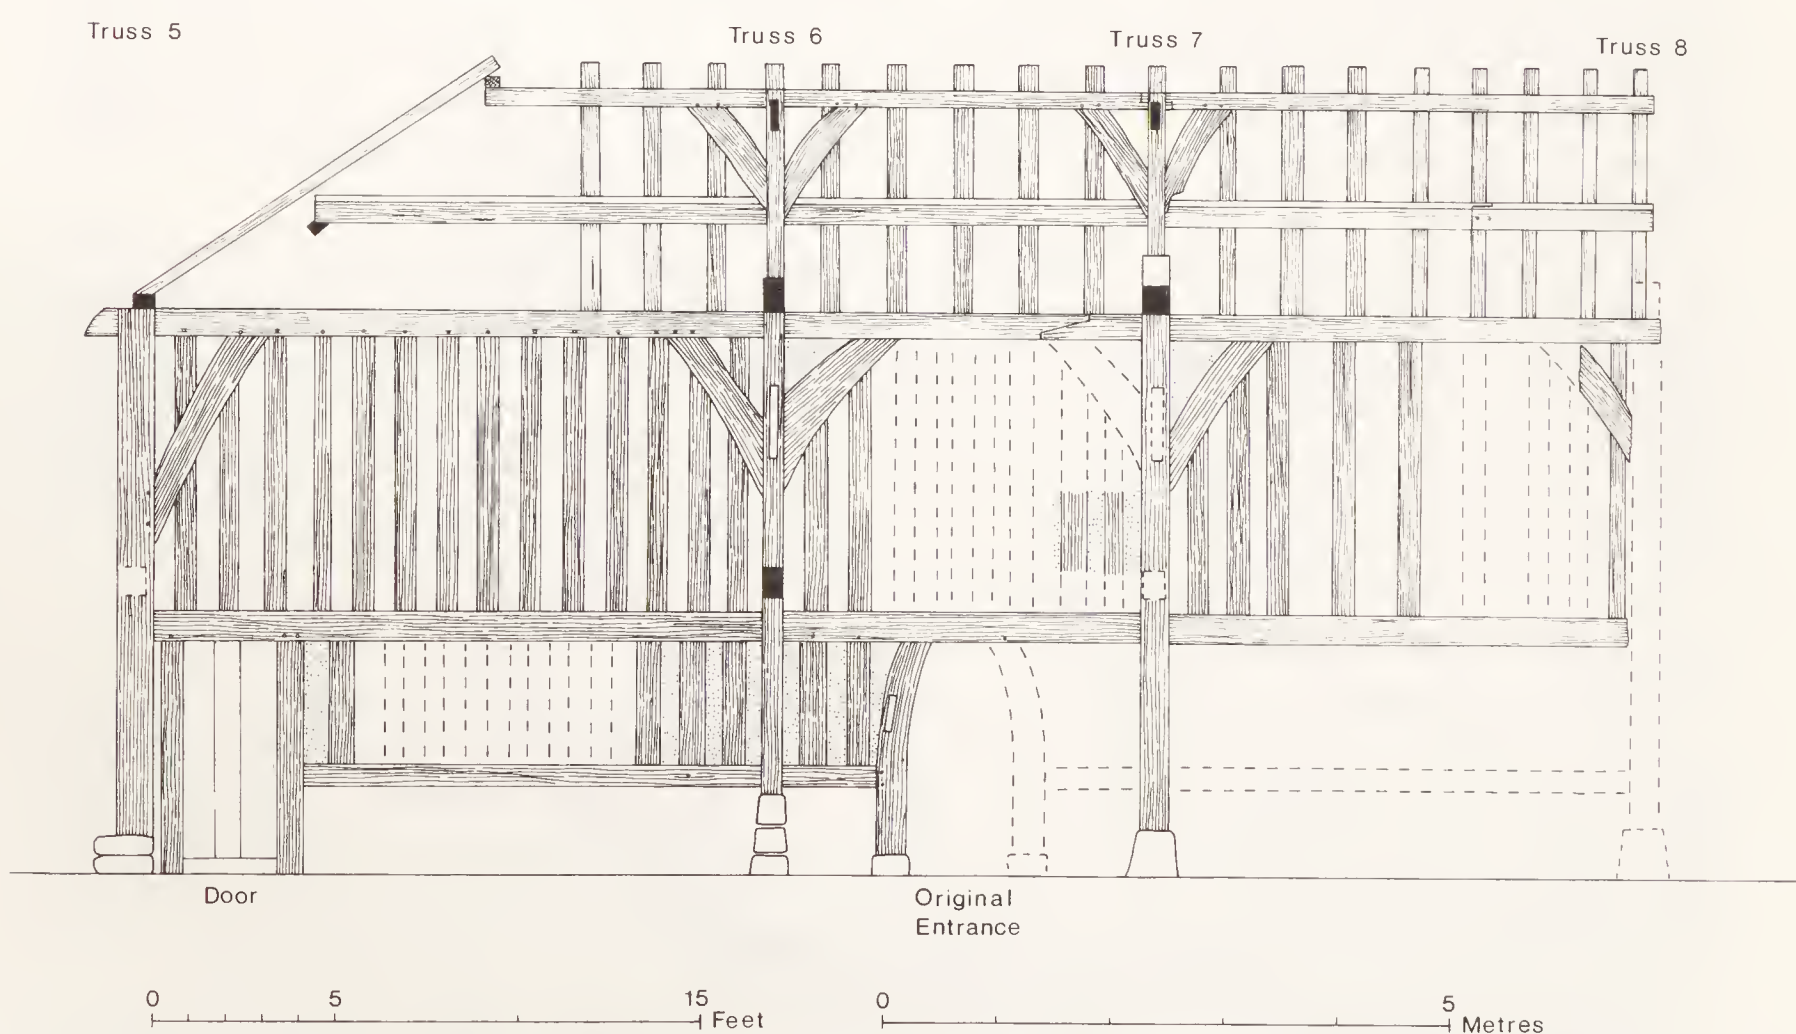 Truss 5
Truss 6
Truss 7
Truss 8
Door
Original
Entrance
0 5 15 Feet
0 5 Metres